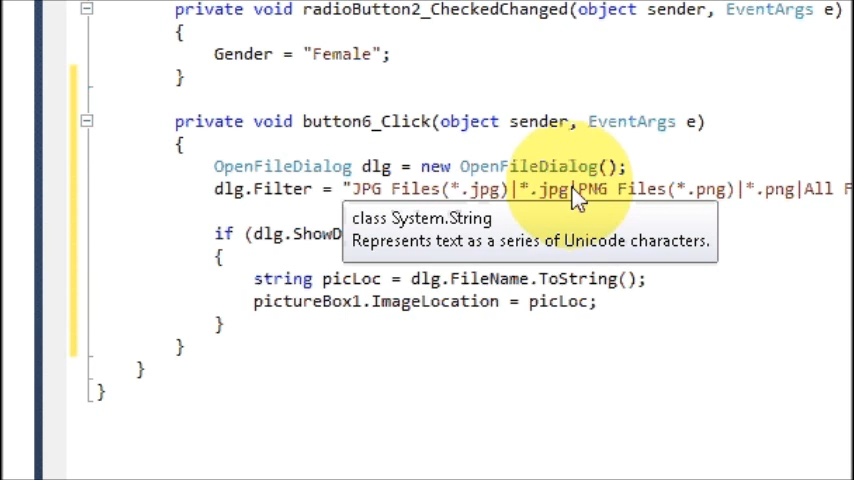 private void radioButton2_CheckedChanged(object sender, EventArgs e)
{
Gender = "Female";
}
private void button6_Click(object sender, EventArgs e)
{
OpenFileDialog dlg = new OpenFileDialog();
dlg.Filter = "JPG Files(*.jpg)|*.jpg|PNG Files(*.png)|*.png|All F
class System.String
Represents text as a series of Unicode characters.
if (dlg.ShowD
{
string picLoc = dlg.FileName.ToString();
pictureBox1.ImageLocation = picLoc;
}
}
}
}